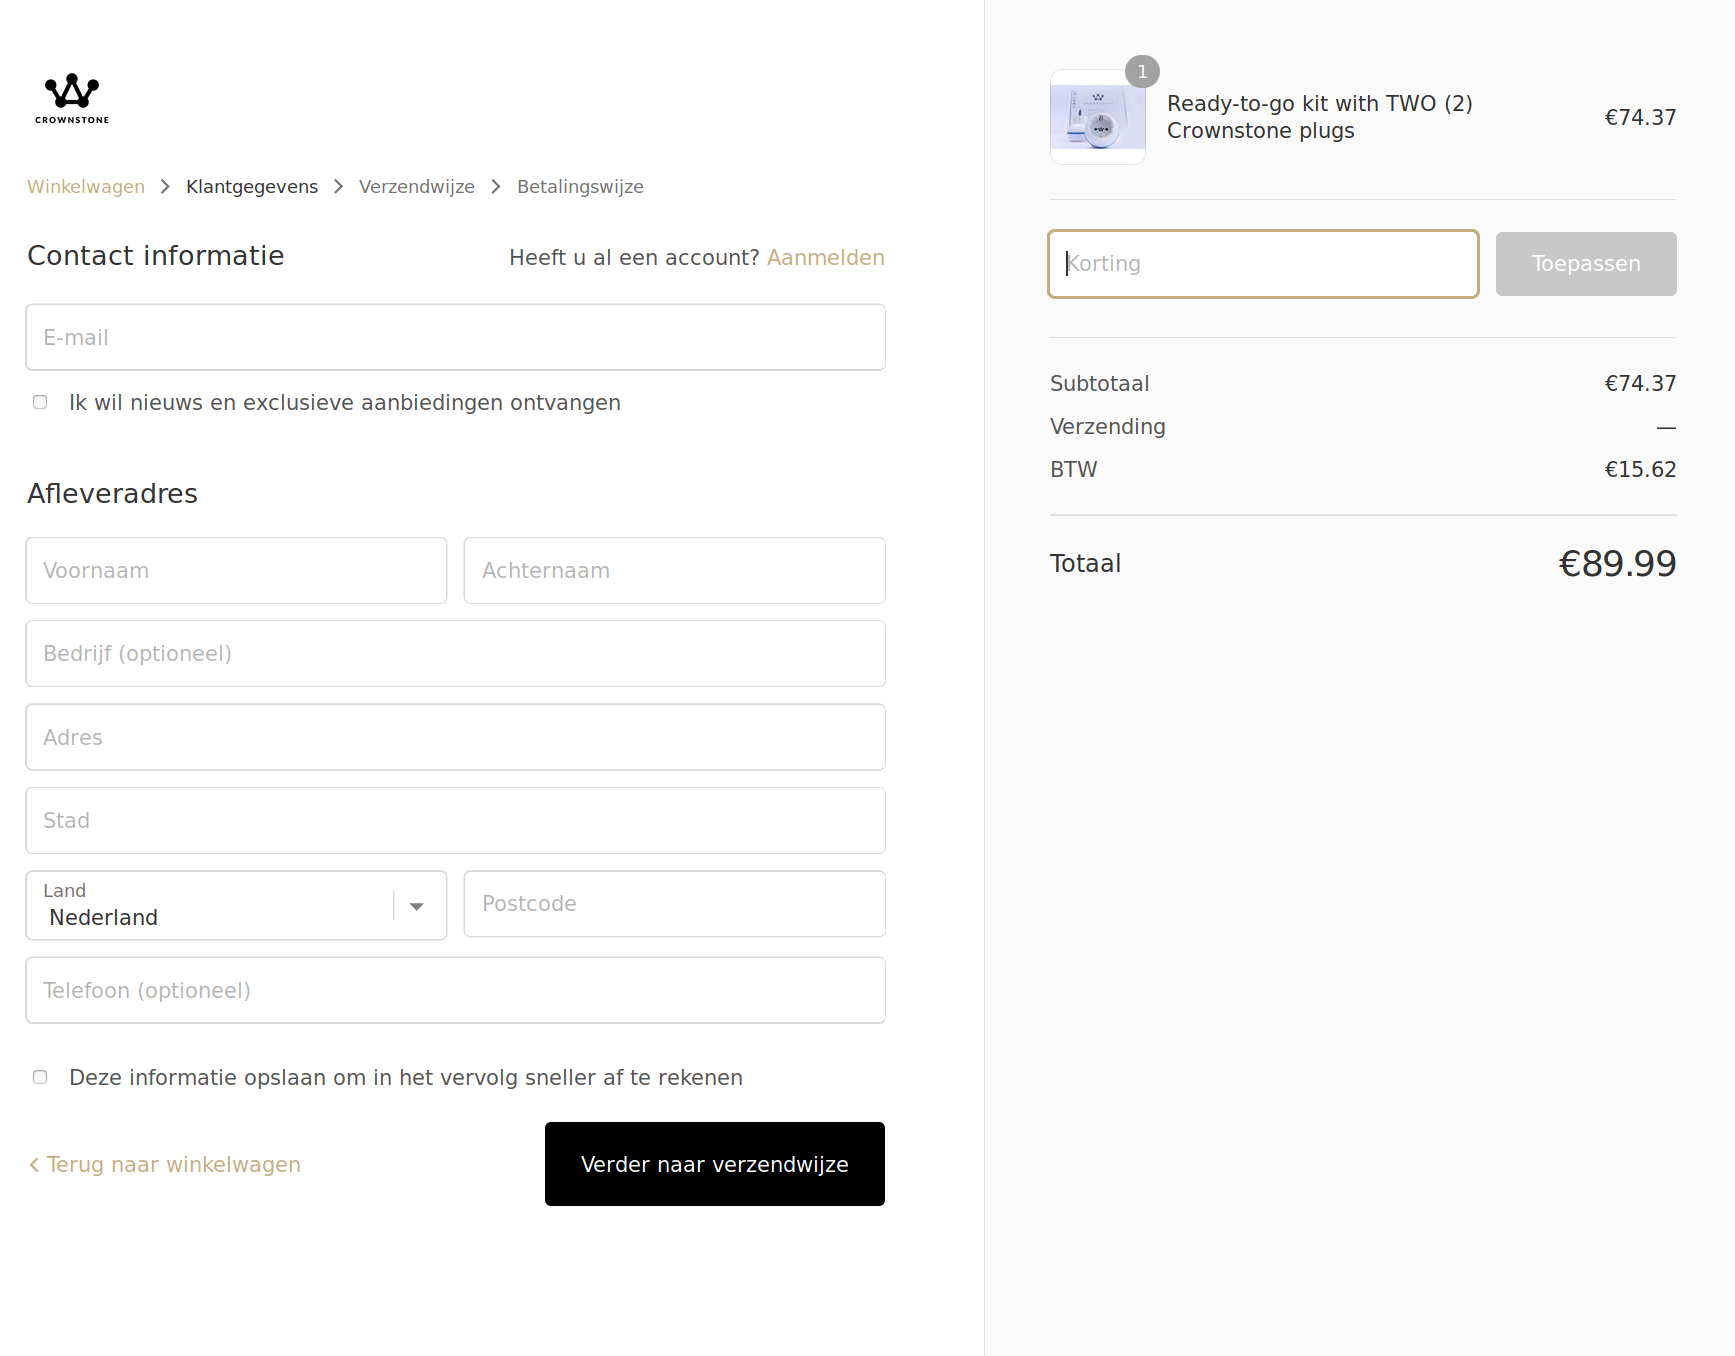 CROWNSTONE
Winkelwagen > Klantgegevens > Verzendwijze > Betalingswijze
Contact informatie
Heeft u al een account? Aanmelden
E-mail
Ik wil nieuws en exclusieve aanbiedingen ontvangen
Afleveradres
Voornaam
Achternaam
Bedrijf (optioneel)
Adres
Stad
Land
Nederland
Postcode
Telefoon (optioneel)
Deze informatie opslaan om in het vervolg sneller af te rekenen
< Terug naar winkelwagen
Verder naar verzendwijze
1
Ready-to-go kit with TWO (2)
Crownstone plugs
€74.37
Korting
Toepassen
Subtotaal €74.37
Verzending —
BTW €15.62
Totaal €89.99